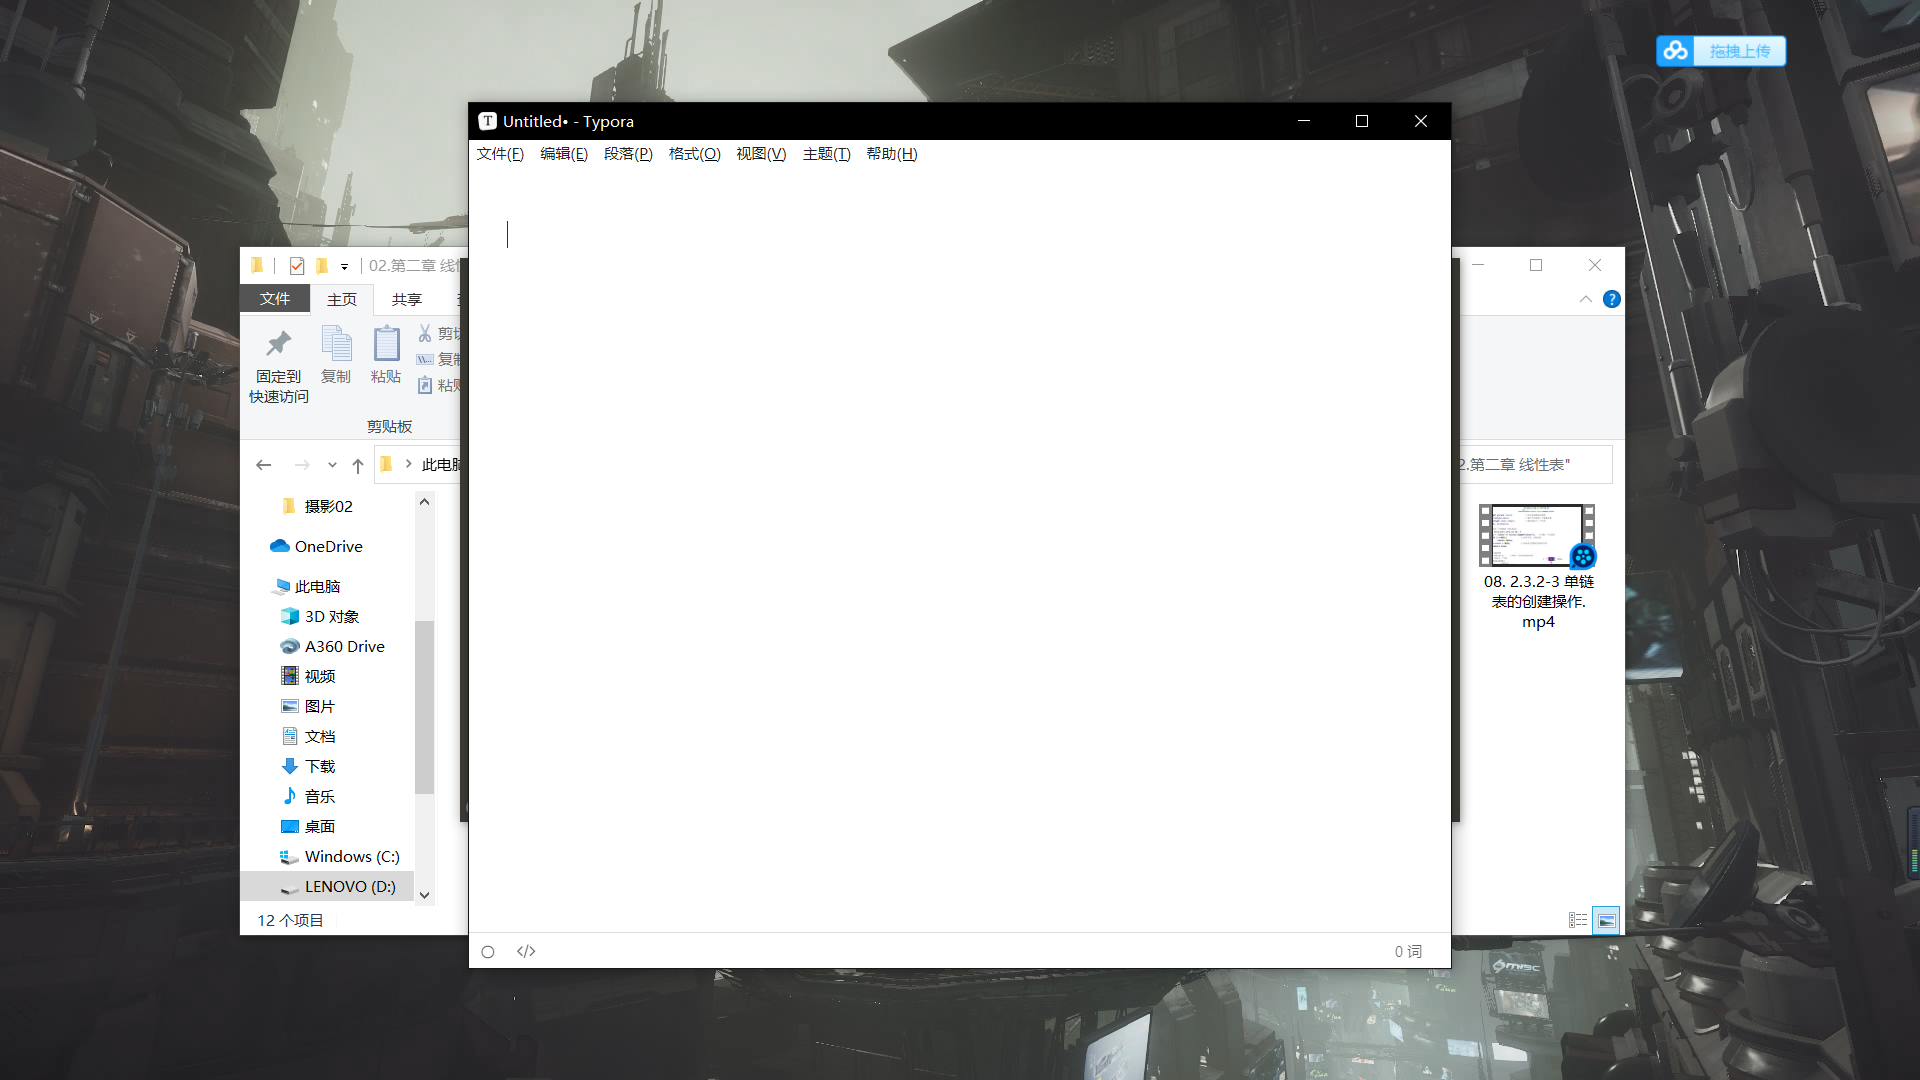 拖拽上传
Untitled• - Typora
文件(F) 编辑(E) 段落(P) 格式(O) 视图(V) 主题(T) 帮助(H)
02.第二章 线
文件 主页 共享
固定到
快速访问
复制
粘贴
剪切
复制
粘贴
剪贴板
此电脑
2.第二章 线性表"
摄影02
OneDrive
此电脑
3D 对象
A360 Drive
视频
图片
文档
下载
音乐
桌面
Windows (C:)
LENOVO (D:)
12 个项目
08. 2.3.2-3 单链
表的创建操作.
mp4
0 词
MISC